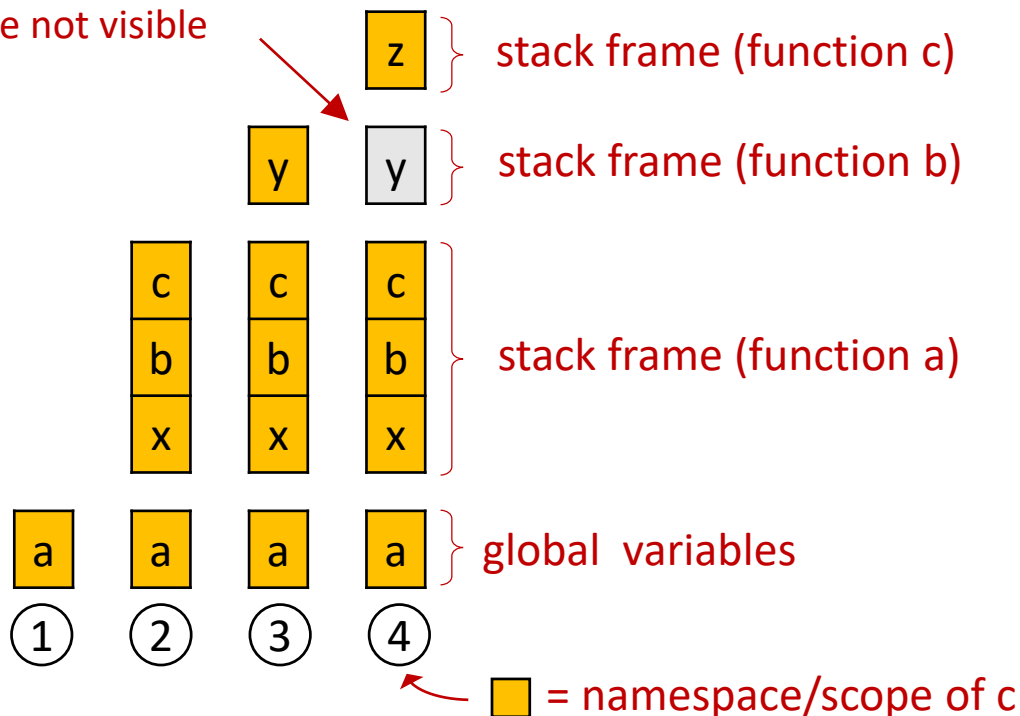 e not visible
z stack frame (function c)
y y stack frame (function b)
c c c
b b b stack frame (function a)
x x x
a a a a global variables
1 2 3 4
= namespace/scope of c